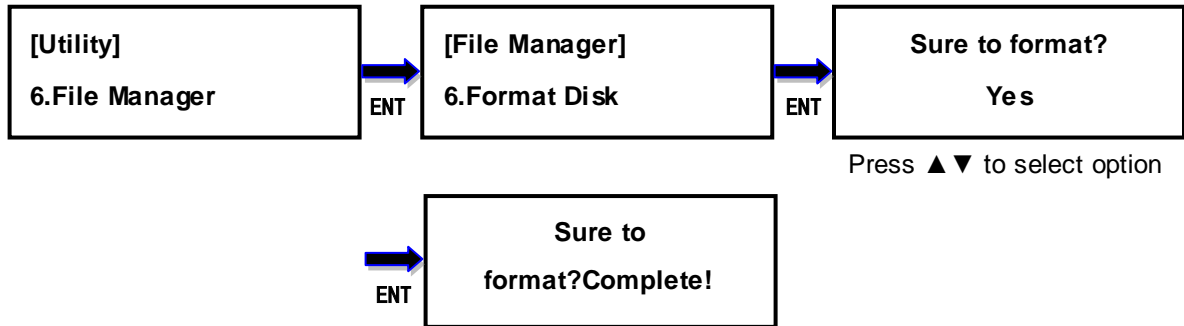 [Utility]
6.File Manager
ENT
[File Manager]
6.Format Disk
ENT
Sure to format?
Yes
Press ▲▼ to select option
ENT
Sure to
format?Complete!